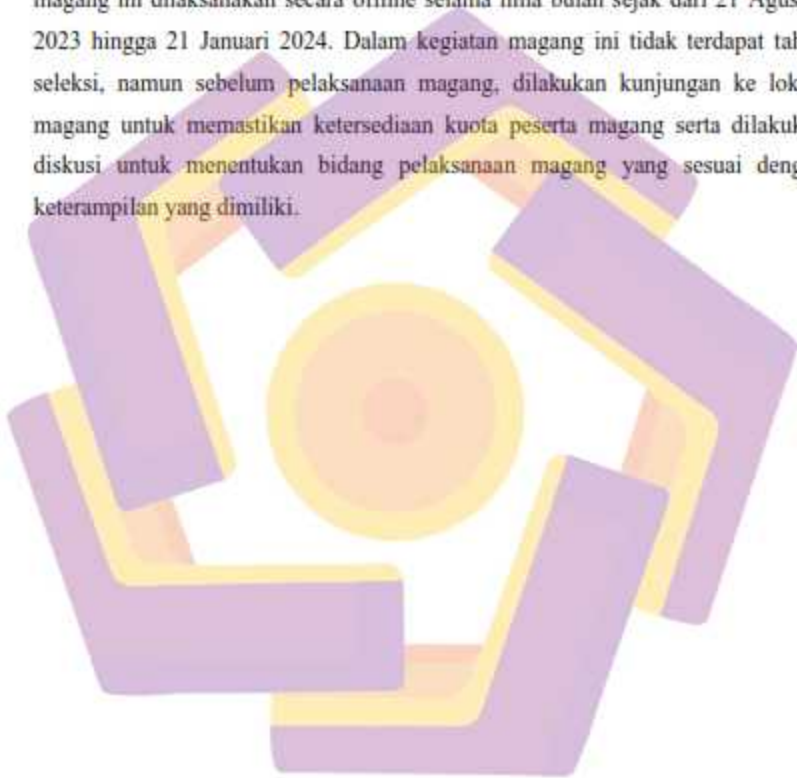 magang ini dilaksanakan secara offline selama lima bulan sejak dari 21 Agus
2023 hingga 21 Januari 2024. Dalam kegiatan magang ini tidak terdapat tah
seleksi, namun sebelum pelaksanaan magang, dilakukan kunjungan ke lok
magang untuk memastikan ketersediaan kuota peserta magang serta dilakuk
diskusi untuk menentukan bidang pelaksanaan magang yang sesuai deng
keterampilan yang dimiliki.